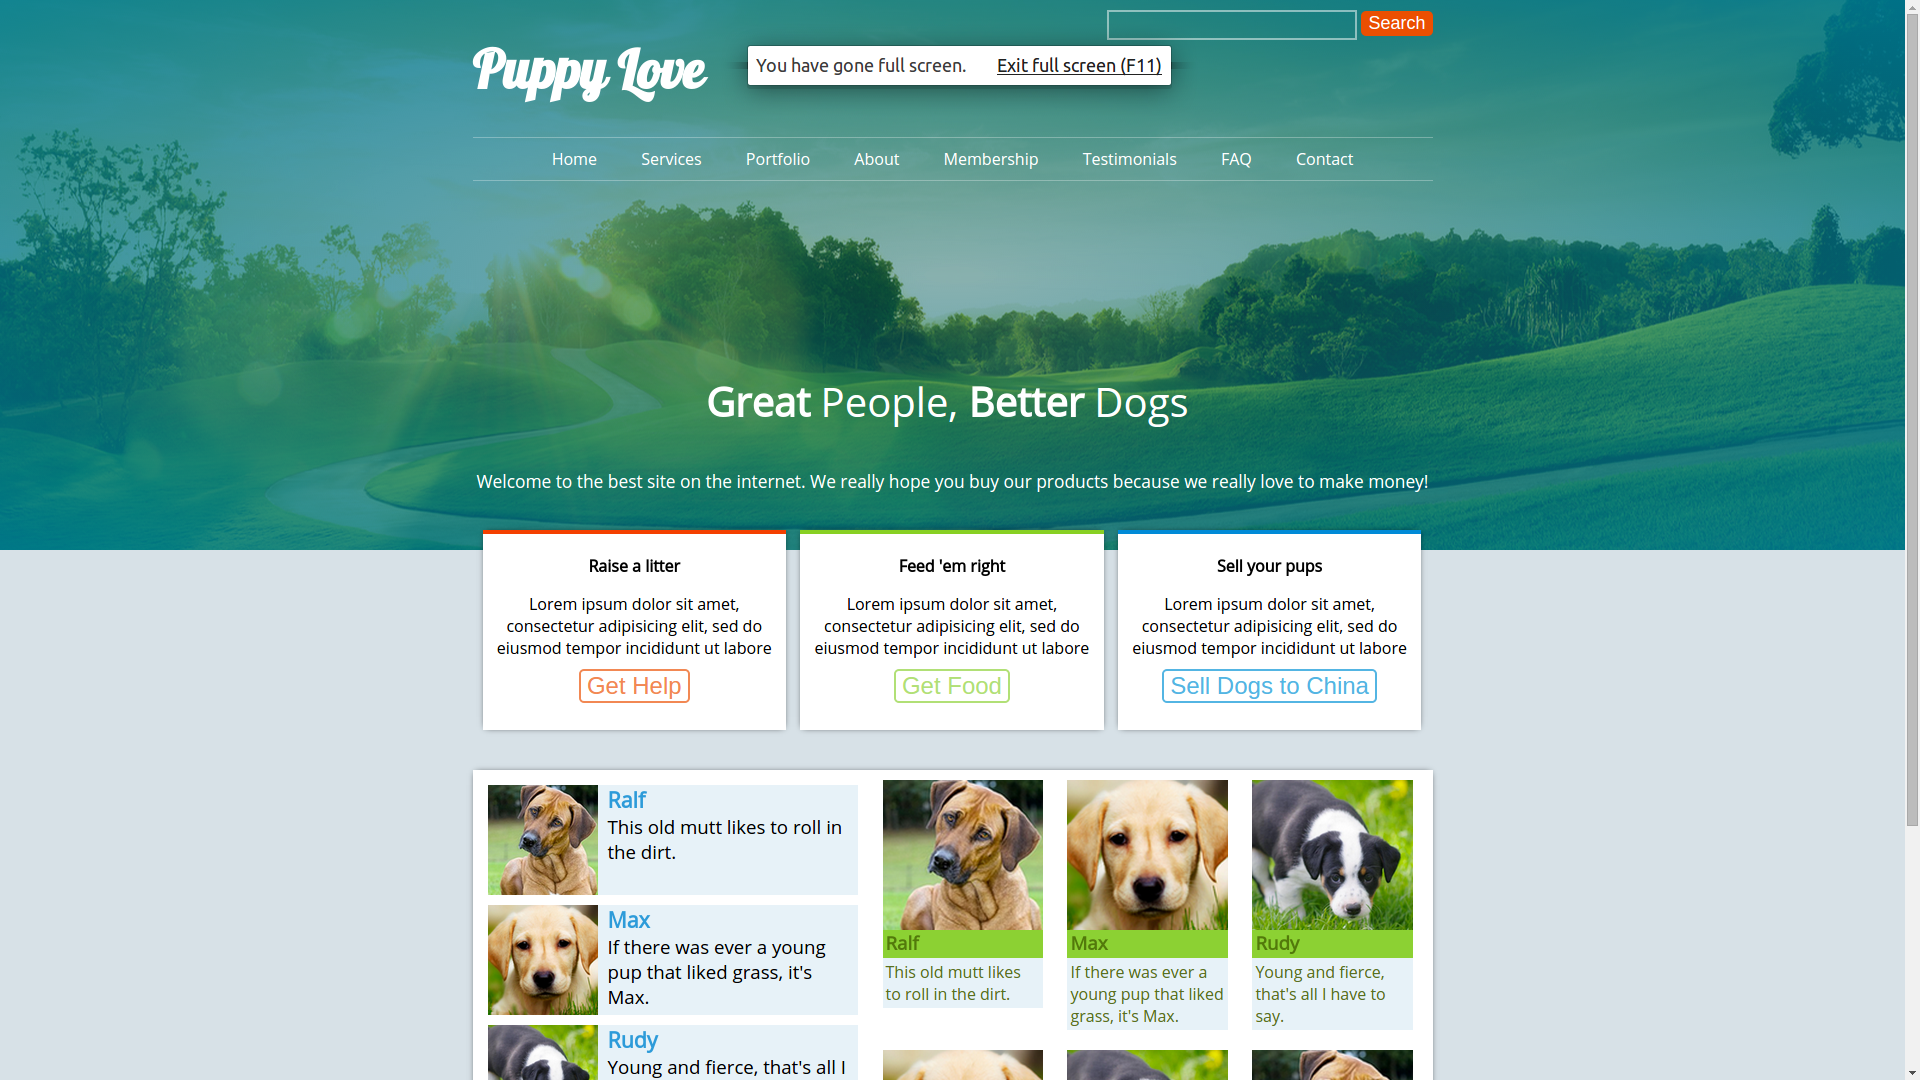 Search
Puppy Love
You have gone full screen. Exit full screen (F11)
Home Services Portfolio About Membership Testimonials FAQ Contact
Great People, Better Dogs
Welcome to the best site on the internet. We really hope you buy our products because we really love to make money!
Raise a litter
Lorem ipsum dolor sit amet,
consectetur adipisicing elit, sed do
eiusmod tempor incididunt ut labore
Get Help
Feed 'em right
Lorem ipsum dolor sit amet,
consectetur adipisicing elit, sed do
eiusmod tempor incididunt ut labore
Get Food
Sell your pups
Lorem ipsum dolor sit amet,
consectetur adipisicing elit, sed do
eiusmod tempor incididunt ut labore
Sell Dogs to China
Ralf
This old mutt likes to roll in
the dirt.
Max
If there was ever a young
pup that liked grass, it's
Max.
Rudy
Young and fierce, that's all I
Ralf
This old mutt likes
to roll in the dirt.
Max
If there was ever a
young pup that liked
grass, it's Max.
Rudy
Young and fierce,
that's all I have to
say.